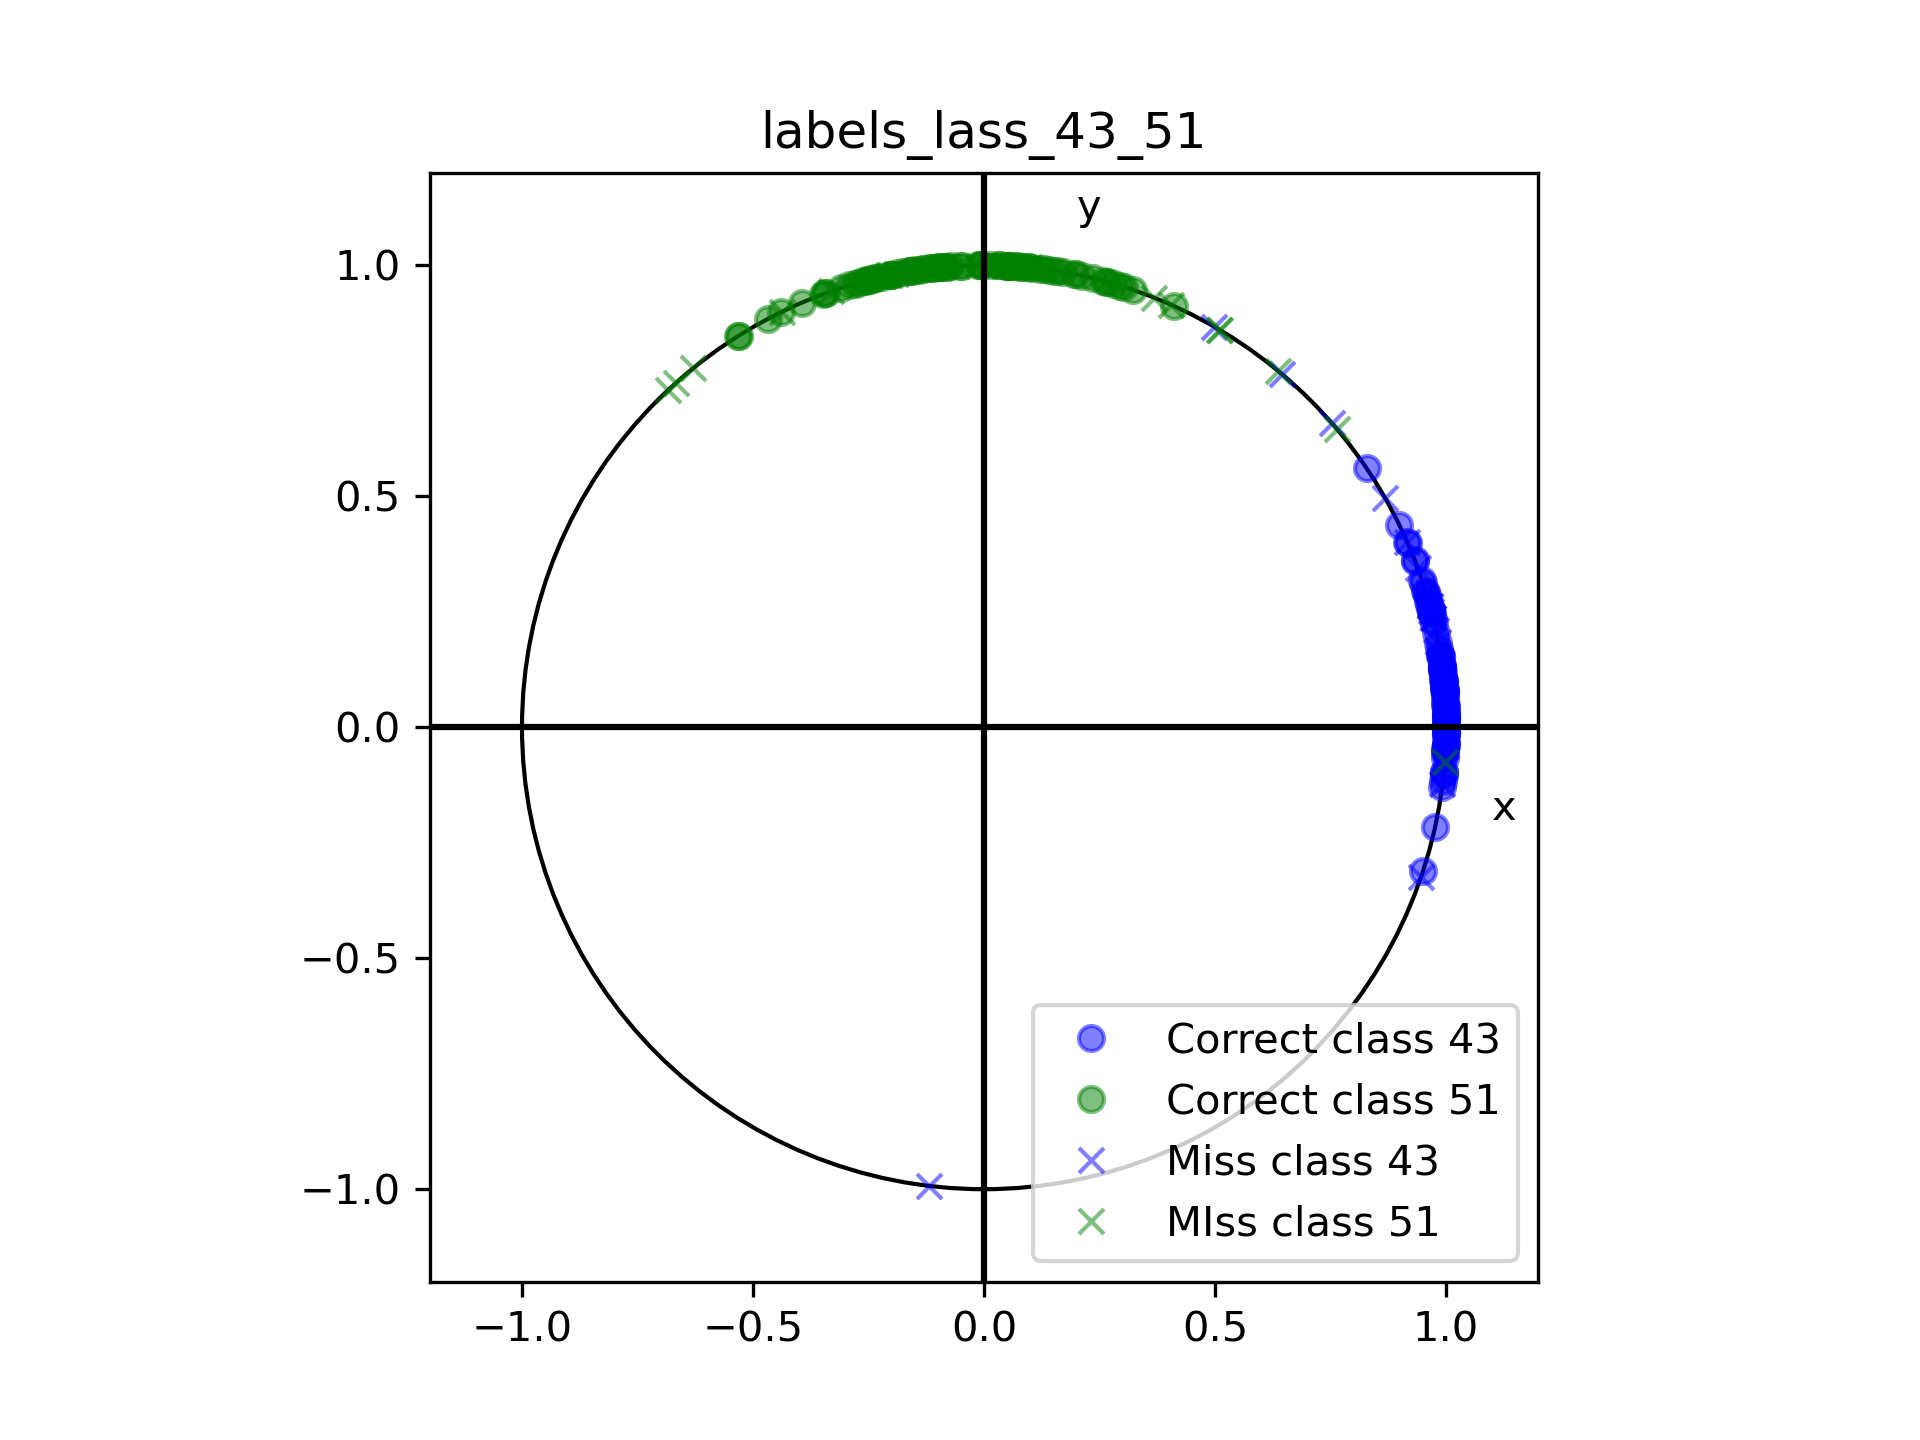 labels_lass_43_51
y
1.0
0.5
0.0
−0.5
−1.0
x
Correct class 43
Correct class 51
Miss class 43
MIss class 51
−1.0 −0.5 0.0 0.5 1.0